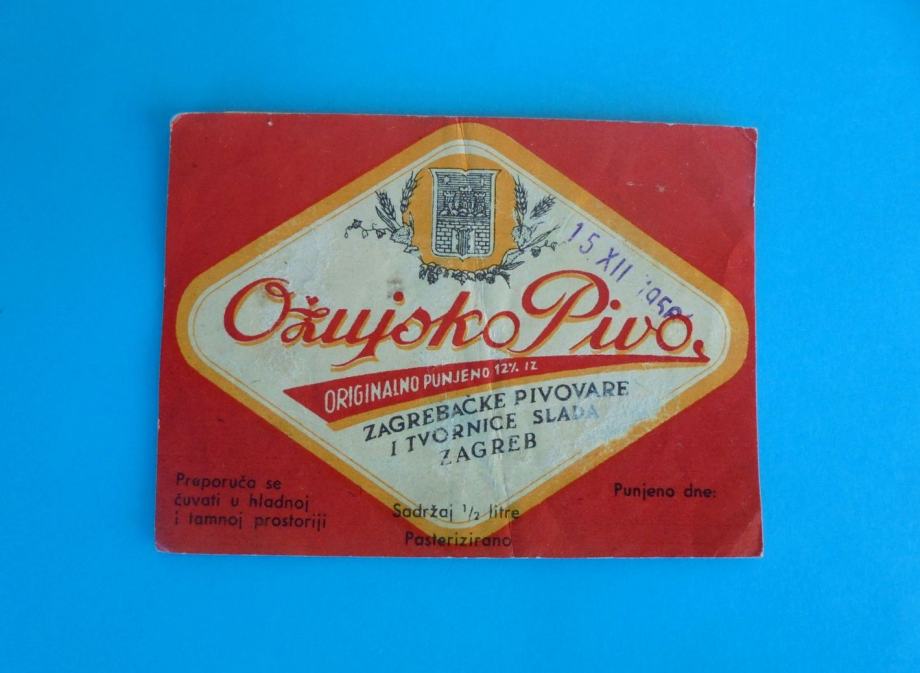 15 XII 1958
Ožujsko Pivo
ORIGINALNO PUNJENO 12% IZ
ZAGREBAČKE PIVOVARE
I TVORNICE SLADA
ZAGREB
Preporuča se
čuvati u hladnoj
i tamnoj prostoriji
Sadržaj 1/2 litre
Pasterizirano
Punjeno dne: